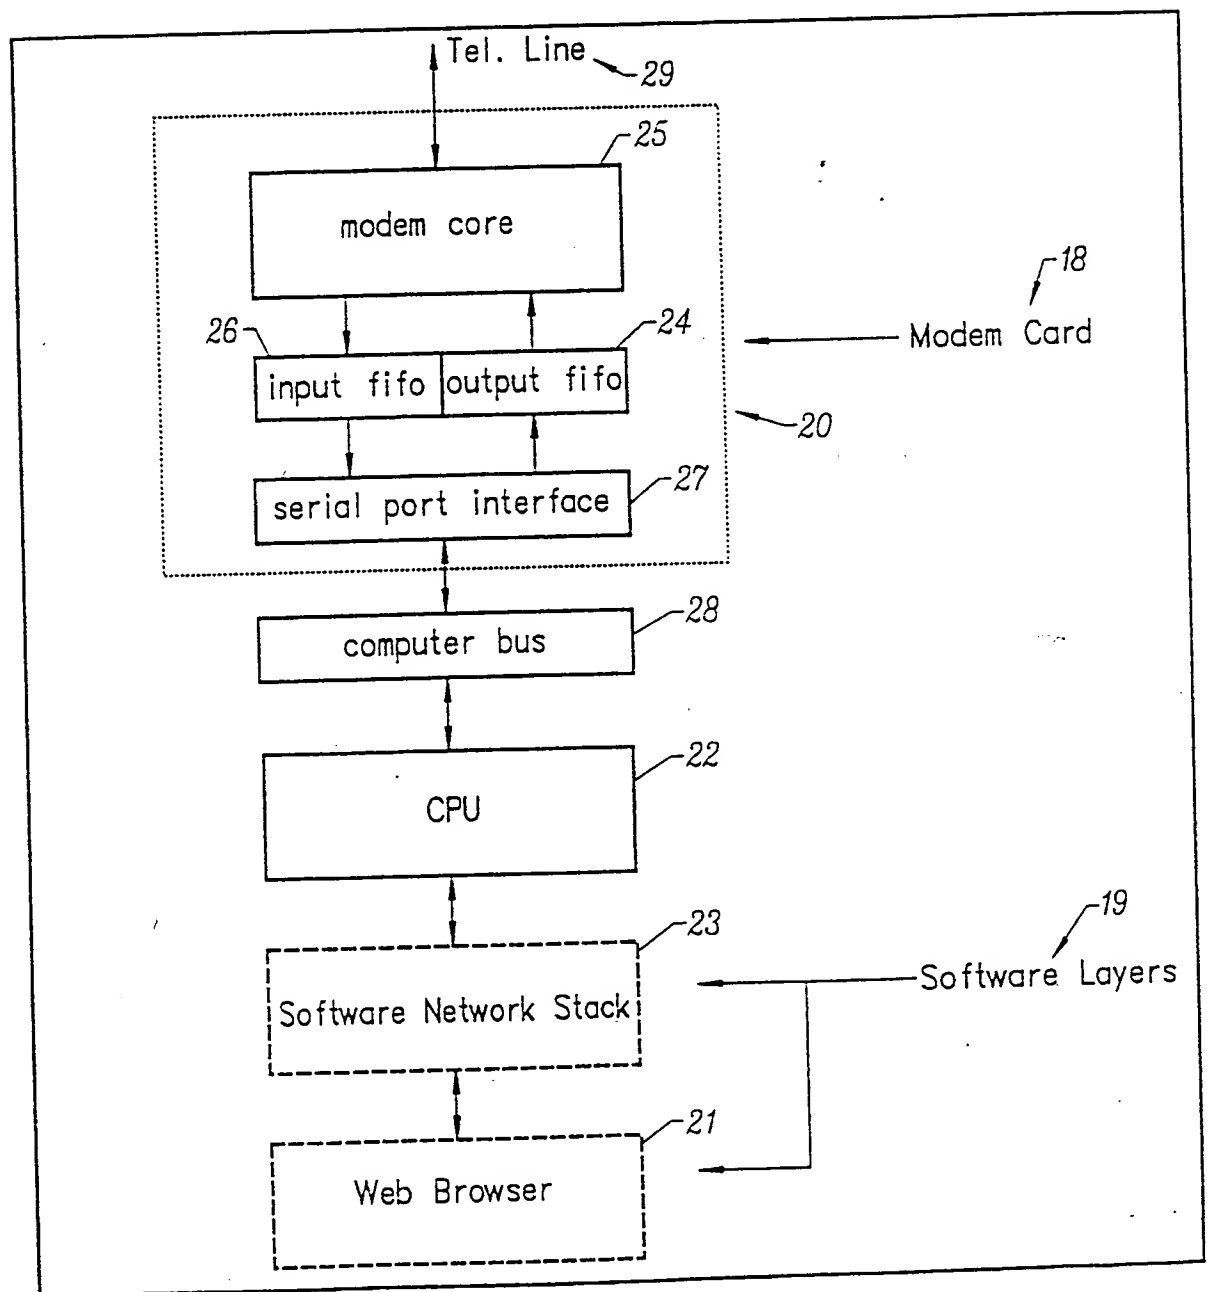 Tel. Line
29
25
modem core
18
Modem Card
26
24
input fifo
output fifo
20
27
serial port interface
28
computer bus
22
CPU
19
Software Layers
23
Software Network Stack
21
Web Browser